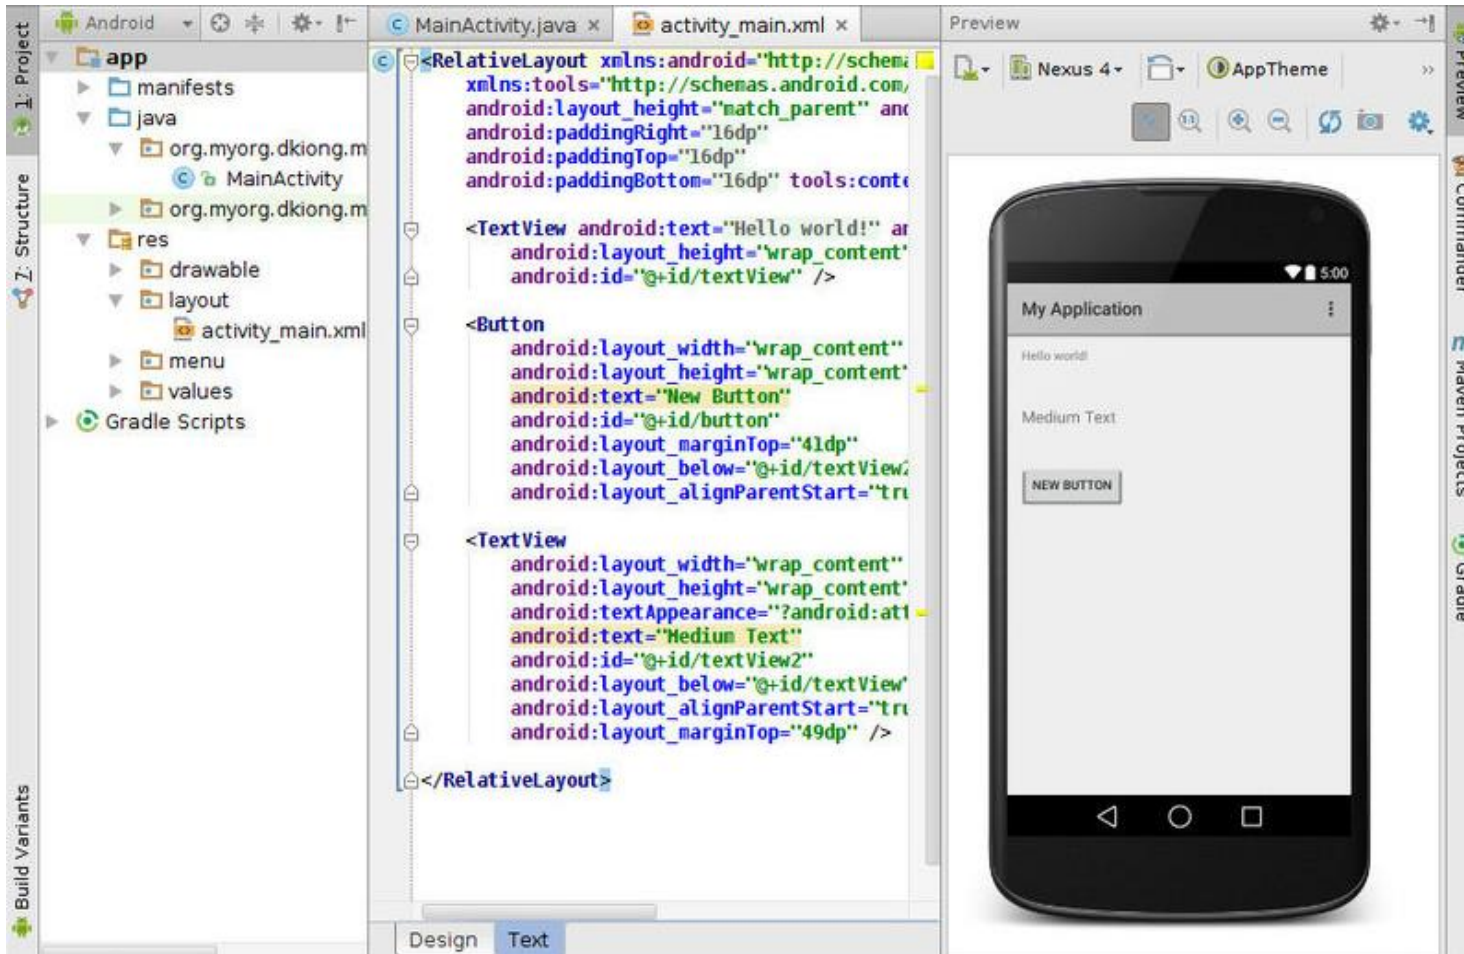 Android
MainActivity.java
activity_main.xml
Preview
1: Project
7: Structure
Build Variants
app
manifests
java
org.myorg.dkiong.m
MainActivity
org.myorg.dkiong.m
res
drawable
layout
activity_main.xml
menu
values
Gradle Scripts
<RelativeLayout xmlns:android="http://schema
xmlns:tools="http://schemas.android.com/
android:layout_height="match_parent" and
android:paddingRight="16dp"
android:paddingTop="16dp"
android:paddingBottom="16dp" tools:conte
<TextView android:text="Hello world!" an
android:layout_height="wrap_content"
android:id="@+id/textView" />
<Button
android:layout_width="wrap_content"
android:layout_height="wrap_content"
android:text="New Button"
android:id="@+id/button"
android:layout_marginTop="41dp"
android:layout_below="@+id/textView2
android:layout_alignParentStart="tru
<TextView
android:layout_width="wrap_content"
android:layout_height="wrap_content"
android:textAppearance="?android:att
android:text="Medium Text"
android:id="@+id/textView2"
android:layout_below="@+id/textView"
android:layout_alignParentStart="tru
android:layout_marginTop="49dp" />
</RelativeLayout>
Design Text
Nexus 4
AppTheme
5:00
My Application
Hello world!
Medium Text
NEW BUTTON
Preview
Commander
Maven Projects
Gradle